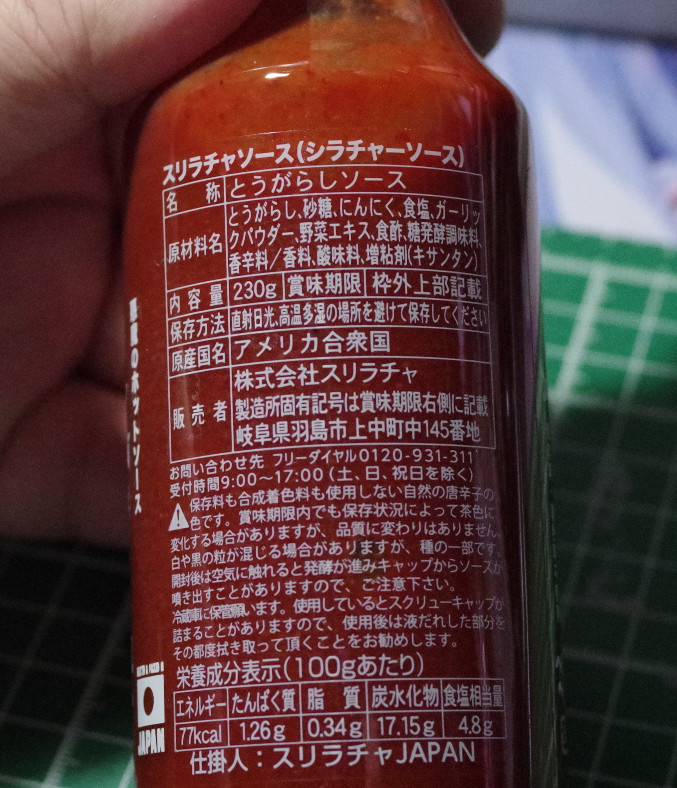 スリラチャソース(シラチャーソース)
名 称 とうがらしソース
原材料名 とうがらし、砂糖、にんにく、食塩、ガーリッ
クパウダー、野菜エキス、食酢、糖発酵調味料、
香辛料/香料、酸味料、増粘剤(キサンタン)
内容量 230g 賞味期限 枠外上部記載
保存方法 直射日光、高温多湿の場所を避けて保存してください
原産国名 アメリカ合衆国
販売者 株式会社スリラチャ
製造所固有記号は賞味期限右側に記載
岐阜県羽島市上中町中145番地
お問い合わせ先 フリーダイヤル0120-931-311
受付時間9:00〜17:00(土、日、祝日を除く)
保存料も合成着色料も使用しない自然の唐辛子の
色です。賞味期限内でも保存状況によって茶色に
変化する場合がありますが、品質に変わりはありません。
白や黒の粒が混じる場合がありますが、種の一部です。
開封後は空気に触れると発酵が進みキャップからソースが
噴き出すことがありますので、ご注意下さい。
冷蔵庫に保管願います。使用しているとスクリューキャップが
詰まることがありますので、使用後は液だれした部分を
その都度拭き取って頂くことをお勧めします。
栄養成分表示(100gあたり)
エネルギー たんぱく質 脂 質 炭水化物 食塩相当量
77kcal 1.26g 0.34g 17.15g 4.8g
仕掛人:スリラチャJAPAN
のホットソース
JAPAN